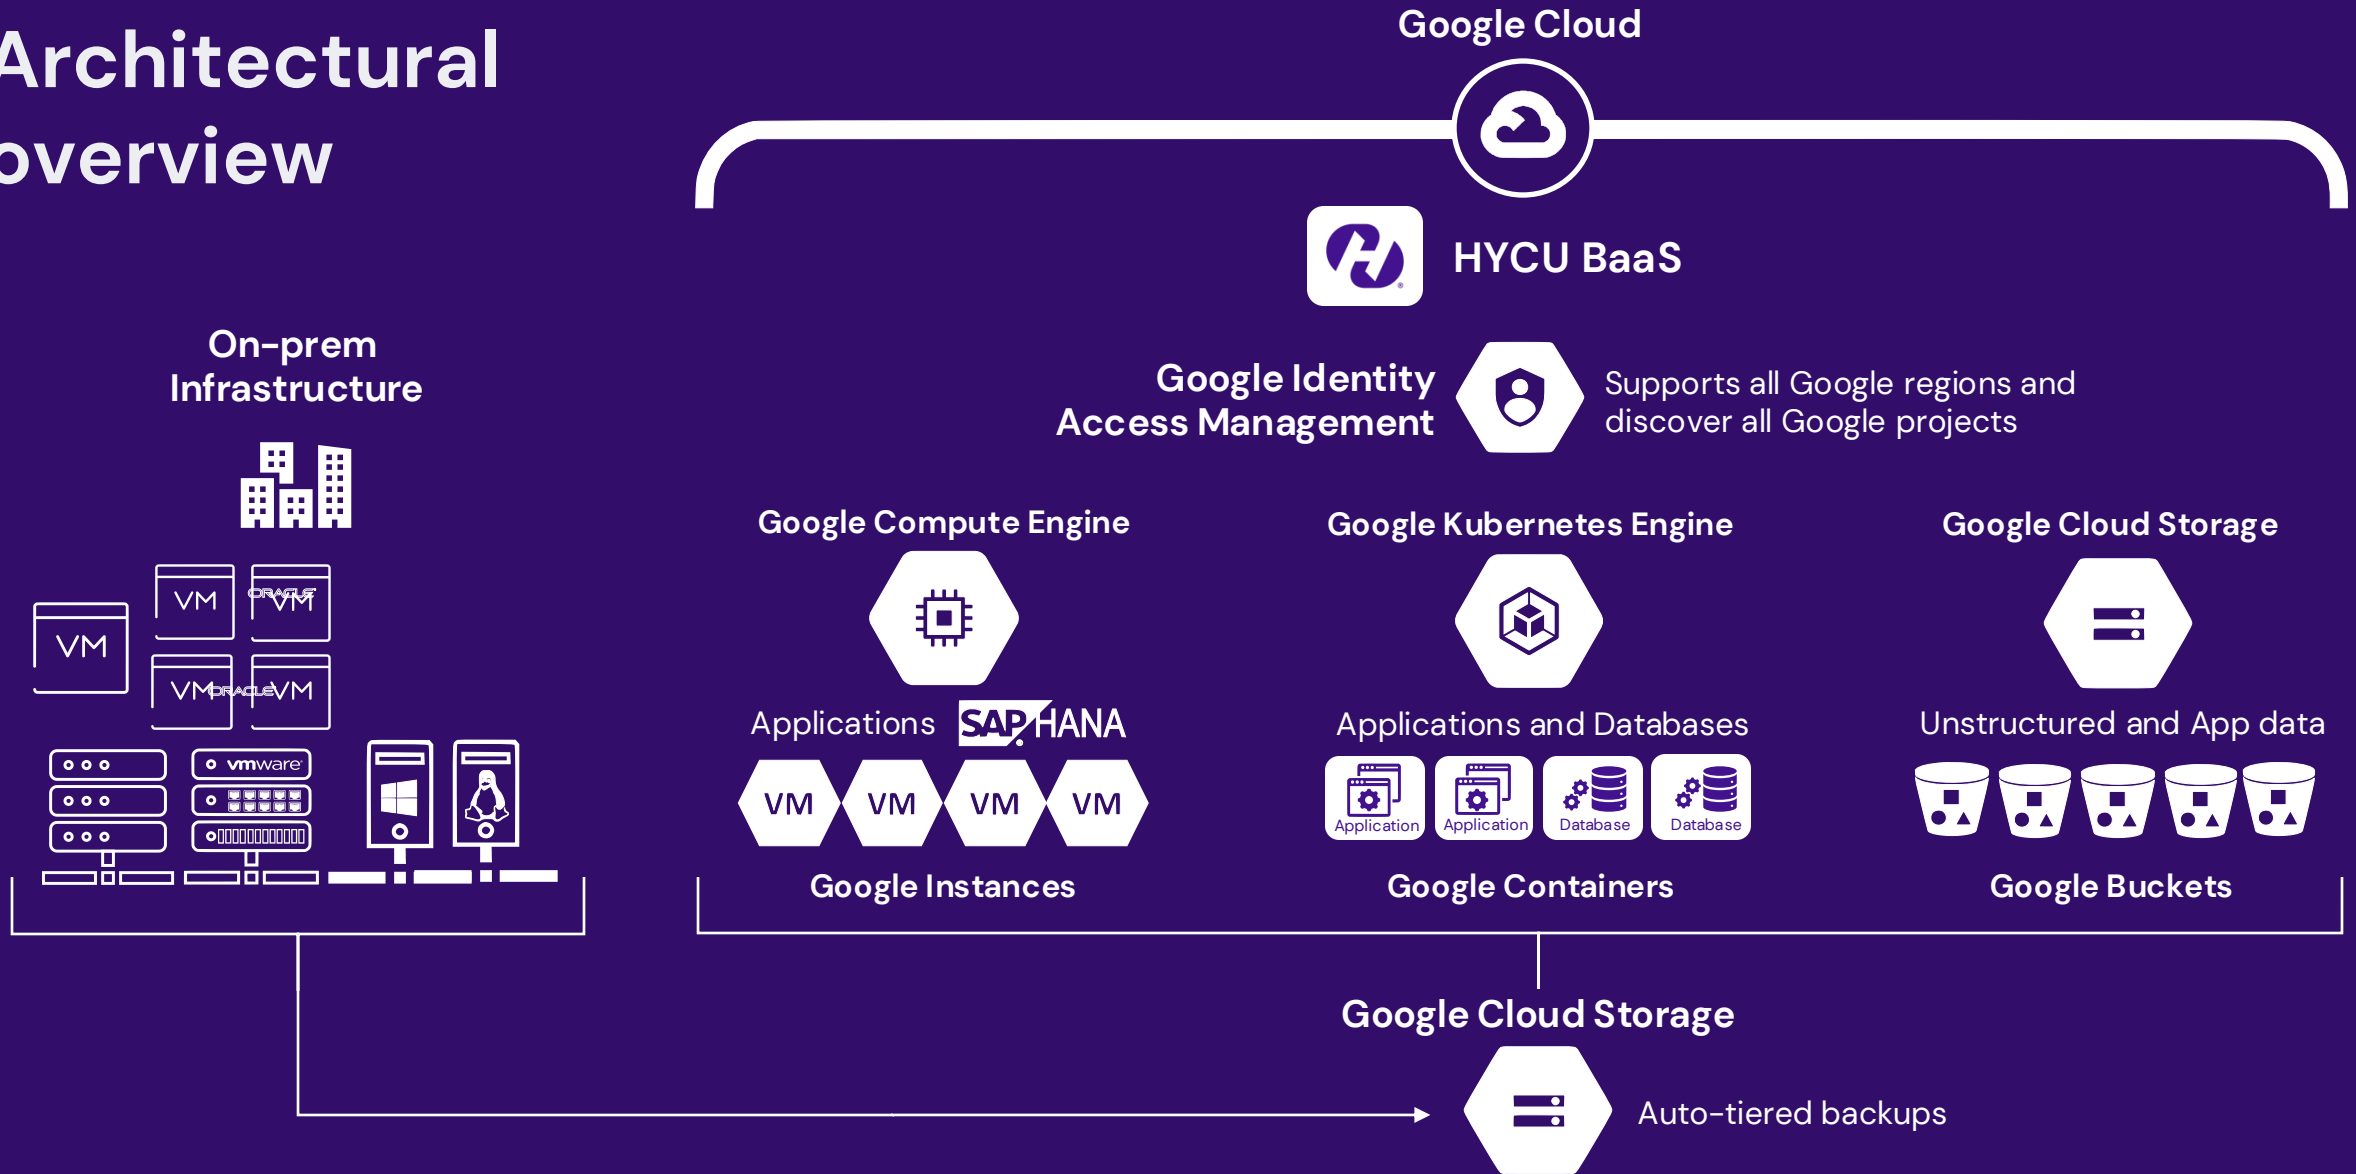 Architectural
overview
Google Cloud
HYCU BaaS
On-prem
Infrastructure
Google Identity
Access Management
Supports all Google regions and
discover all Google projects
Google Compute Engine
Google Kubernetes Engine
Google Cloud Storage
VM
VM
ORACLE
VM
VM
ORACLE
VM
vmware
Applications
SAP HANA
Applications and Databases
Unstructured and App data
VM
VM
VM
VM
Application
Application
Database
Database
Google Instances
Google Containers
Google Buckets
Google Cloud Storage
Auto-tiered backups